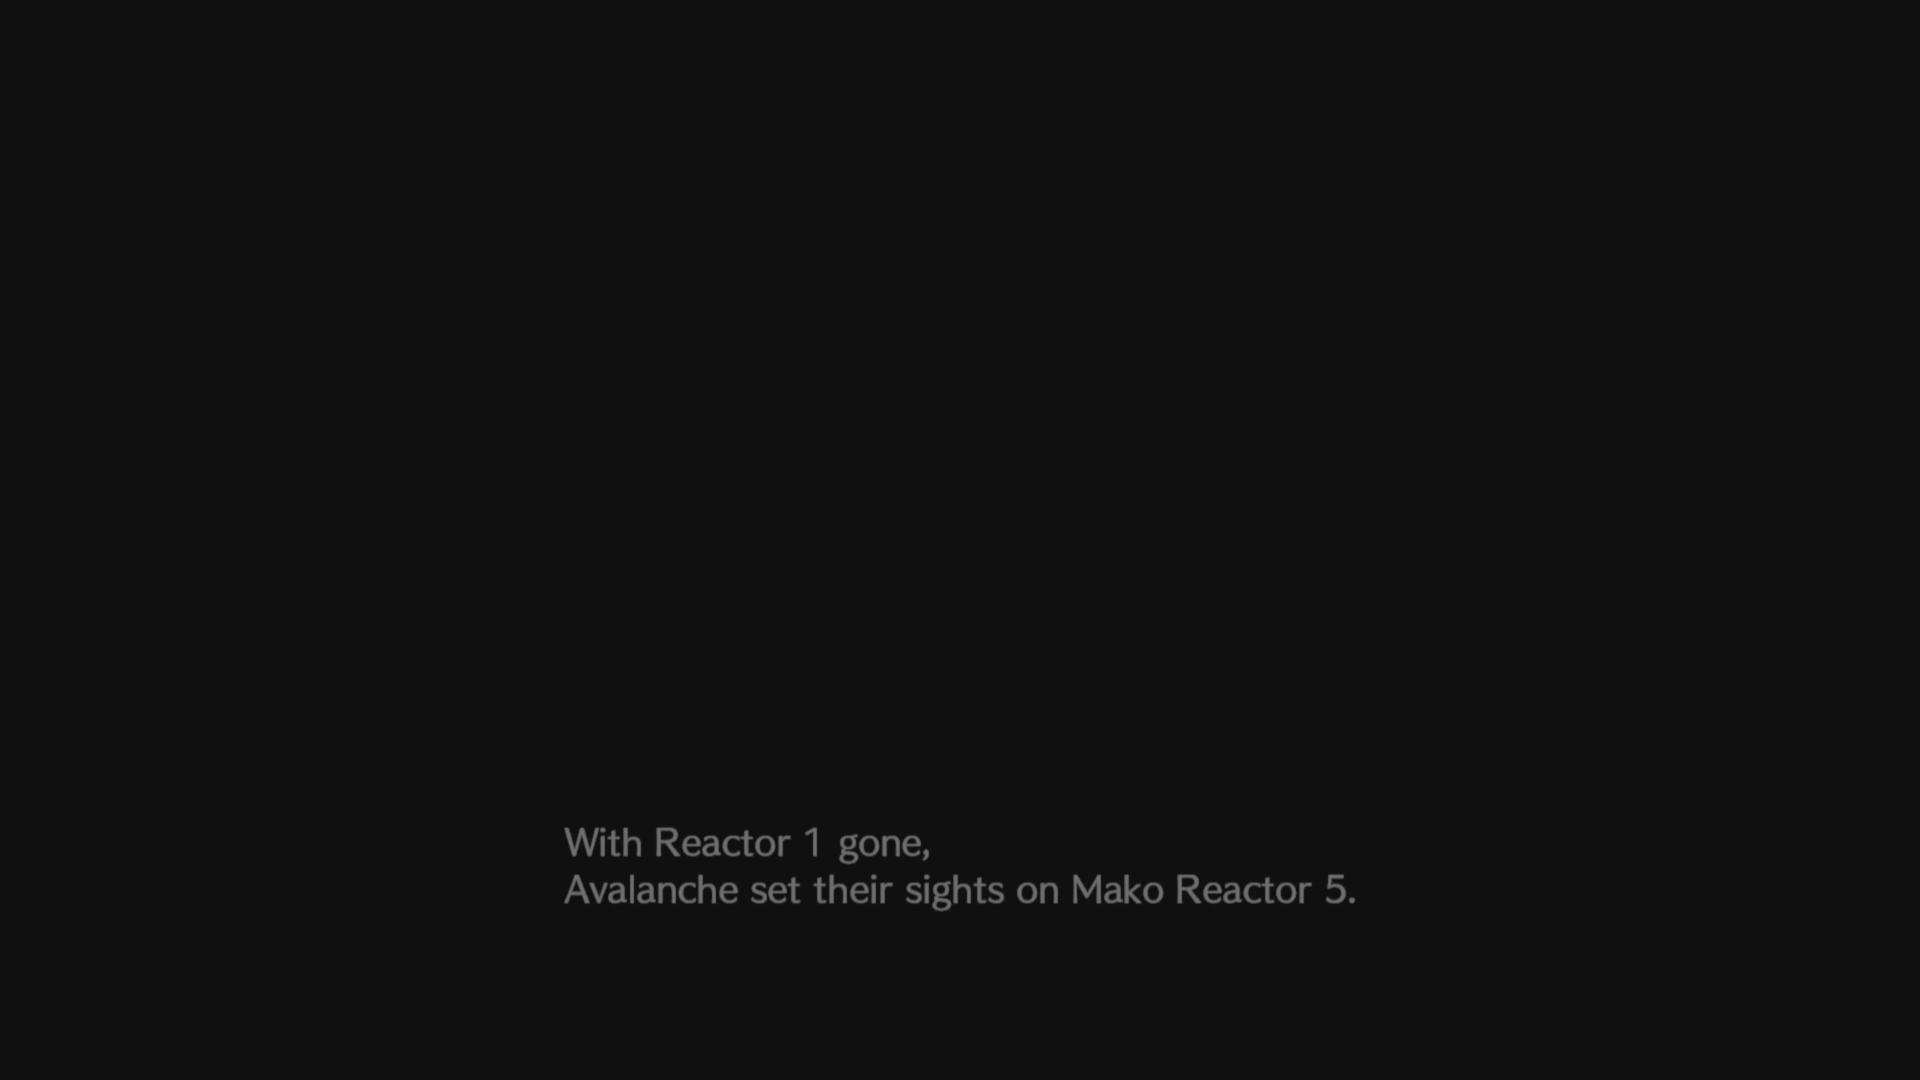 With Reactor 1 gone,
Avalanche set their sights on Mako Reactor 5.